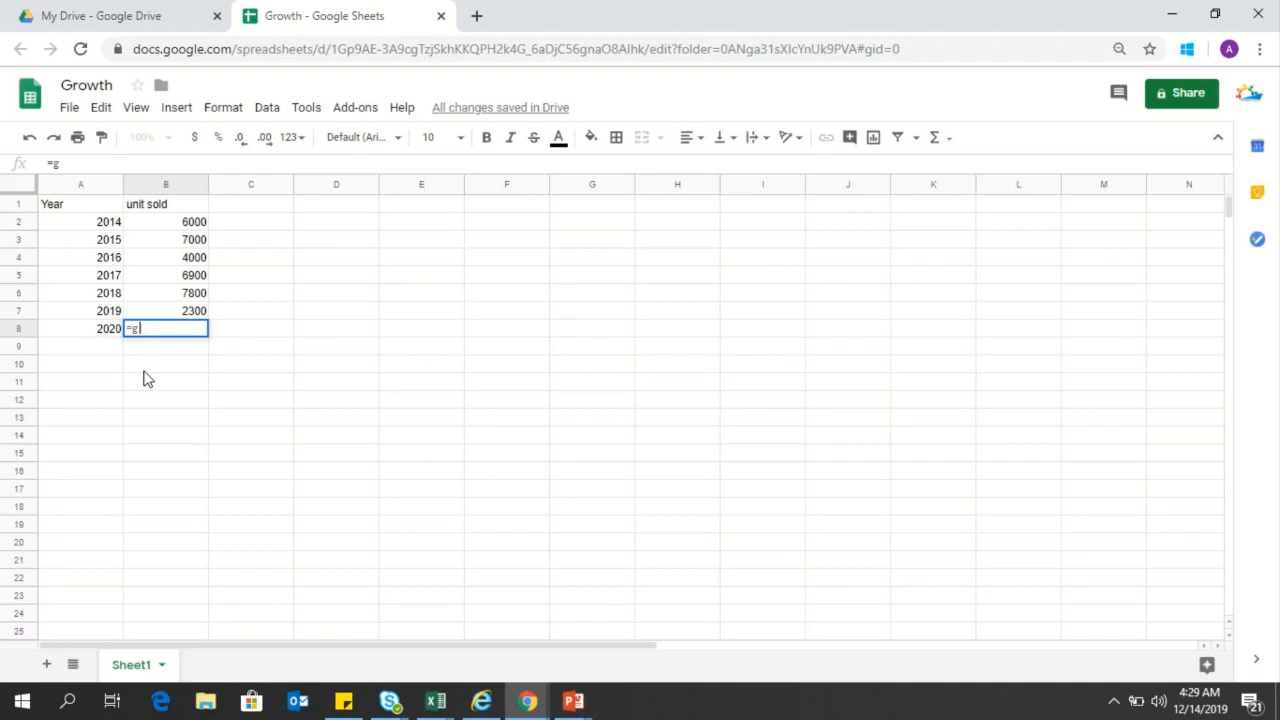 My Drive - Google Drive
Growth - Google Sheets
docs.google.com/spreadsheets/d/1Gp9AE-3A9cgTzjSkhKKQPH2k4G_6aDjC56gnaO8AIhk/edit?folder=0ANga31sXlcYnUk9PVA#gid=0
A
Growth
File Edit View Insert Format Data Tools Add-ons Help All changes saved in Drive
Share
100% $ % .0 .00 123 Default (Ari... 10 B I S A Σ
fx =g
A B C D E F G H I J K L M N
1 Year unit sold
2 2014 6000
3 2015 7000
4 2016 4000
5 2017 6900
6 2018 7800
7 2019 2300
8 2020 =g
9
10
11
12
13
14
15
16
17
18
19
20
21
22
23
24
25
Sheet1
4:29 AM
12/14/2019
21